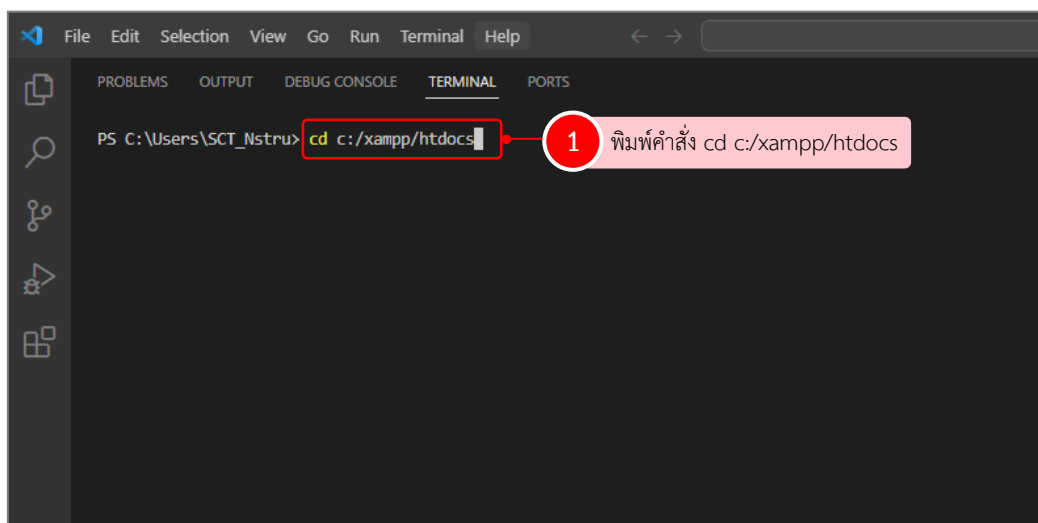 File Edit Selection View Go Run Terminal Help
PROBLEMS OUTPUT DEBUG CONSOLE TERMINAL PORTS
PS C:\Users\SCT_Nstru> cd c:/xampp/htdocs
1 พิมพ์คำสั่ง cd c:/xampp/htdocs